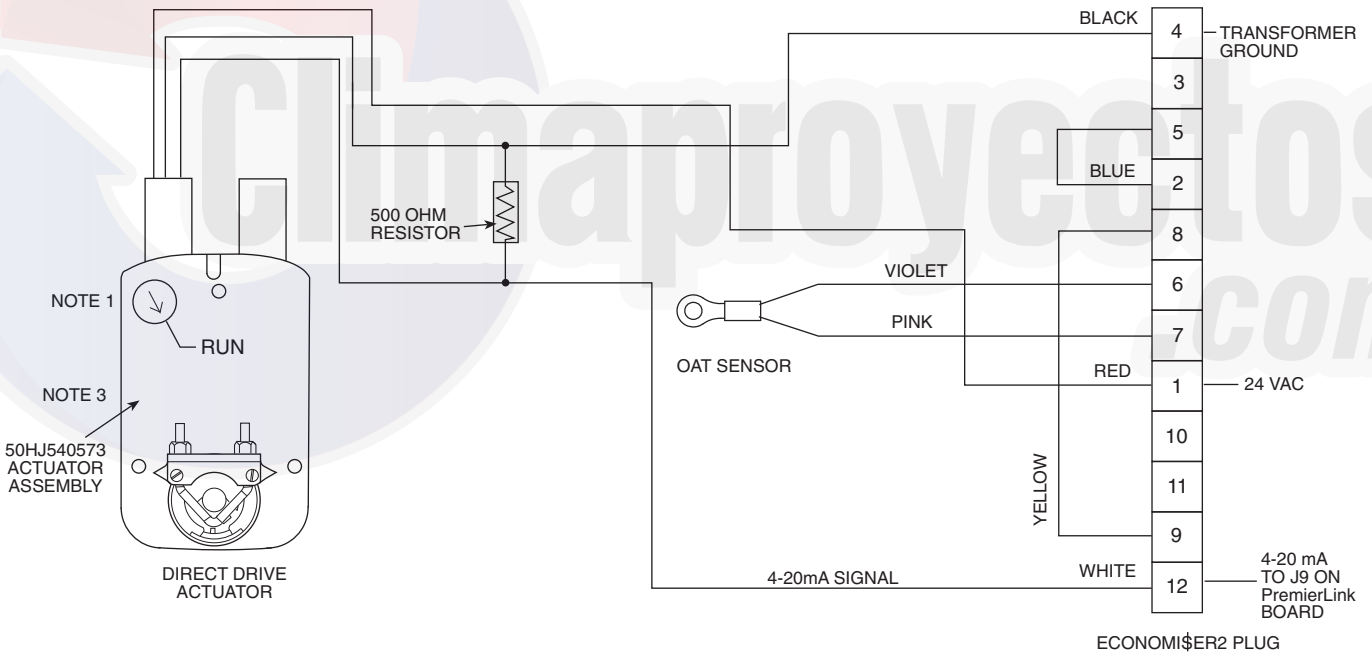 BLACK
4
TRANSFORMER
GROUND
3
5
BLUE
2
500 OHM
RESISTOR
8
VIOLET
6
NOTE 1
RUN
PINK
7
OAT SENSOR
RED
1
24 VAC
NOTE 3
10
50HJ540573
ACTUATOR
ASSEMBLY
YELLOW
11
9
DIRECT DRIVE
ACTUATOR
4-20mA SIGNAL
WHITE
12
4-20 mA
TO J9 ON
PremierLink
BOARD
ECONOMI$ER2 PLUG
Climaproyectos
.com